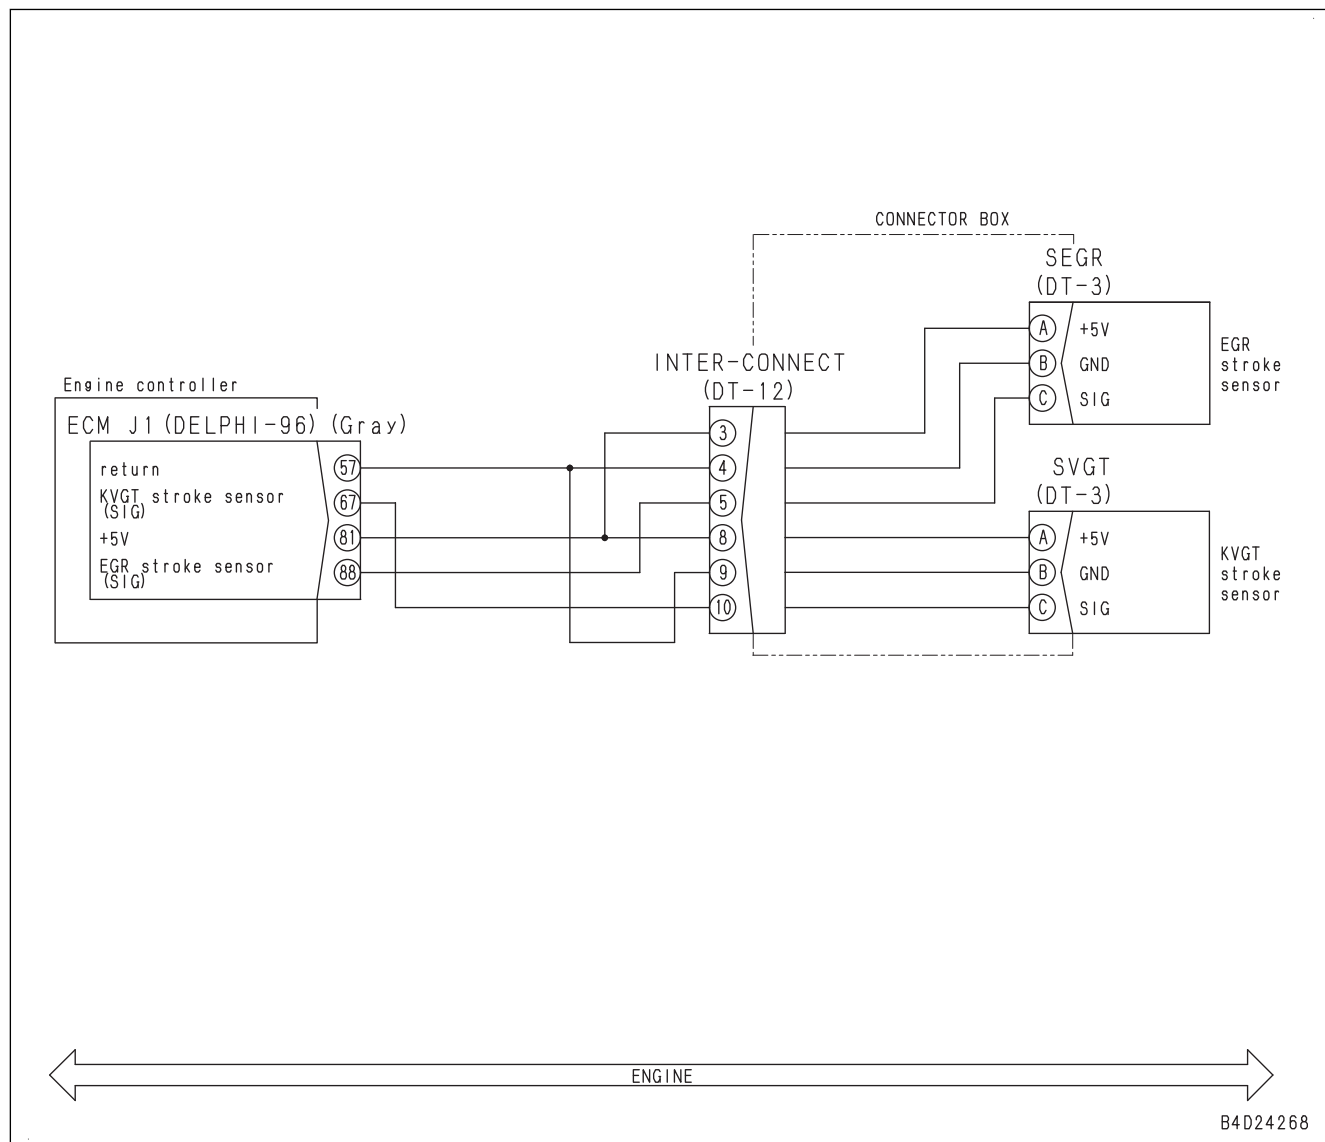 CONNECTOR BOX
SEGR
(DT-3)
A +5V
B GND
C SIG
EGR
stroke
sensor
INTER-CONNECT
(DT-12)
3
4
5
8
9
10
Engine controller
ECM J1 (DELPHI-96) (Gray)
return 57
KVGT stroke sensor 67
(SIG)
+5V 81
EGR stroke sensor 88
(SIG)
SVGT
(DT-3)
A +5V
B GND
C SIG
KVGT
stroke
sensor
ENGINE
B4D24268